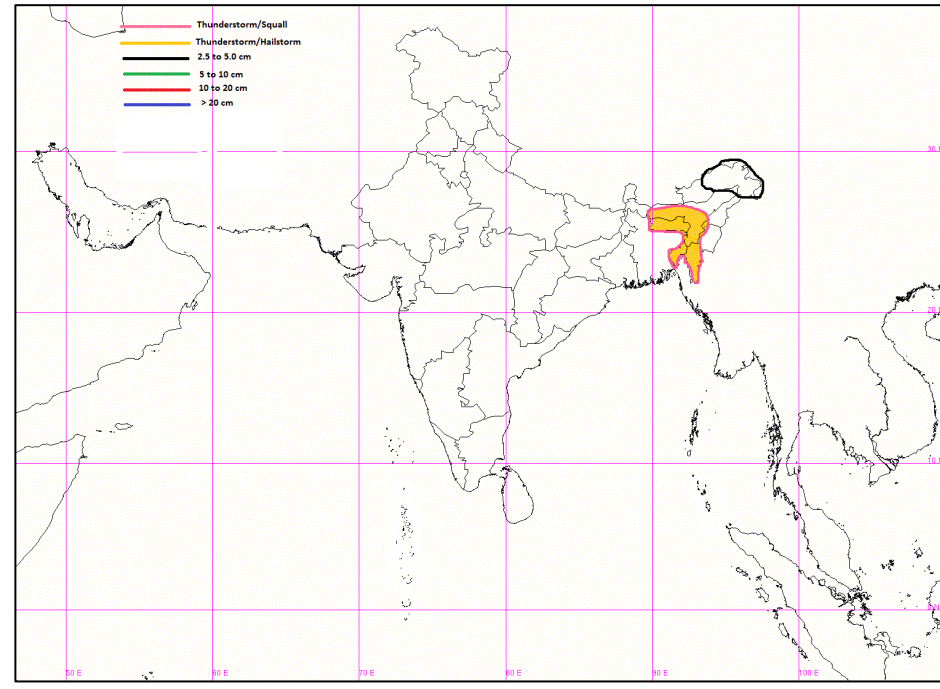 Thunderstorm/Squall
Thunderstorm/Hailstorm
2.5 to 5.0 cm
5 to 10 cm
10 to 20 cm
> 20 cm
30 N
20 N
10 N
50 E
60 E
70 E
80 E
90 E
100 E